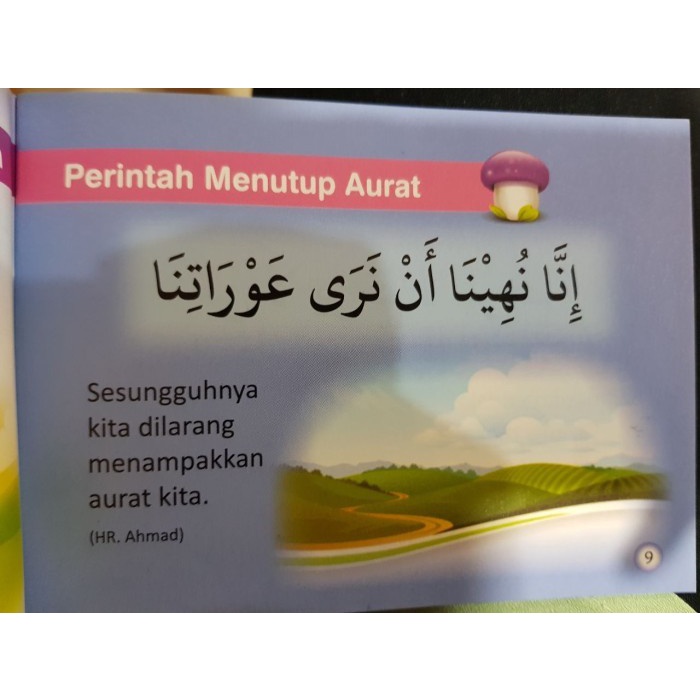 Perintah Menutup Aurat
إِنَّا نُهِيْنَا أَنْ نَرَى عَوْرَاتِنَا
Sesungguhnya
kita dilarang
menampakkan
aurat kita.
(HR. Ahmad)
9